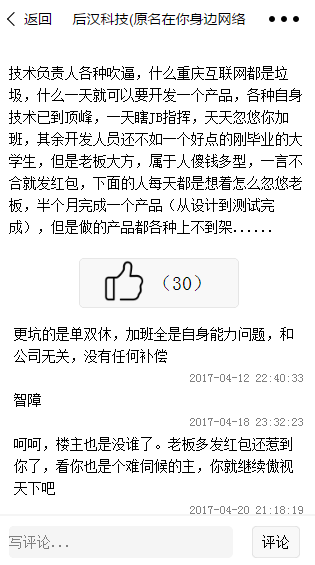 返回
后汉科技(原名在你身边网络
技术负责人各种吹逼，什么重庆互联网都是垃
圾，什么一天就可以要开发一个产品，各种自身
技术已到顶峰，一天瞎JB指挥，天天忽悠你加
班，其余开发人员还不如一个好点的刚毕业的大
学生，但是老板大方，属于人傻钱多型，一言不
合就发红包，下面的人每天都是想着怎么忽悠老
板，半个月完成一个产品（从设计到测试完
成），但是做的产品都各种上不到架......
（30）
更坑的是单双休，加班全是自身能力问题，和
公司无关，没有任何补偿
2017-04-12 22:40:33
智障
2017-04-18 23:32:23
呵呵，楼主也是没谁了。老板多发红包还惹到
你了，看你也是个难伺候的主，你就继续傲视
天下吧
2017-04-20 21:18:19
写评论...
评论